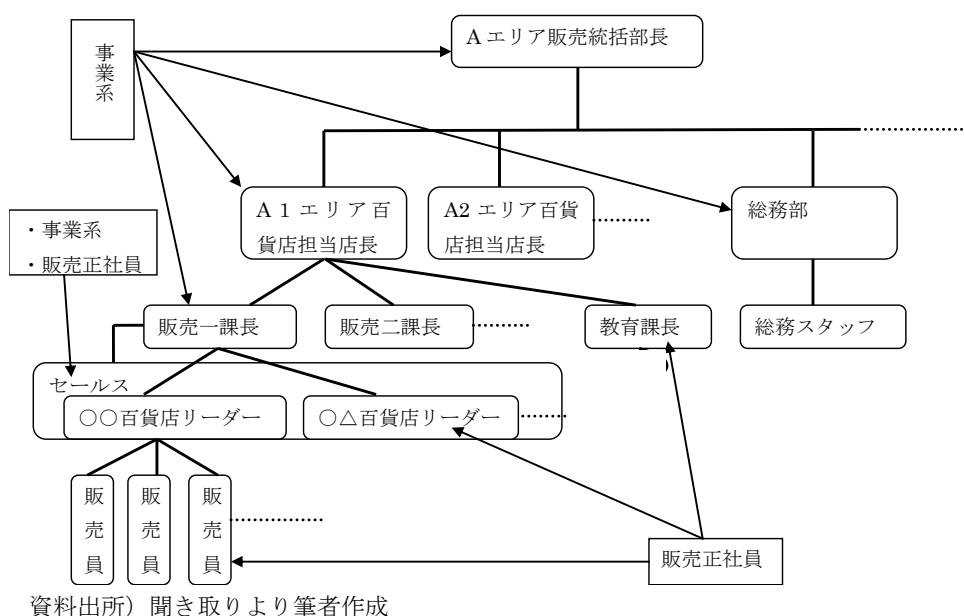 事業系
Aエリア販売統括部長
A1エリア百
貨店担当店長
A2エリア百貨
店担当店長
総務部
・事業系
・販売正社員
販売一課長
販売二課長
教育課長
総務スタッフ
セールス
○○百貨店リーダー
○△百貨店リーダー
販売員
販売員
販売員
販売正社員
資料出所）聞き取りより筆者作成